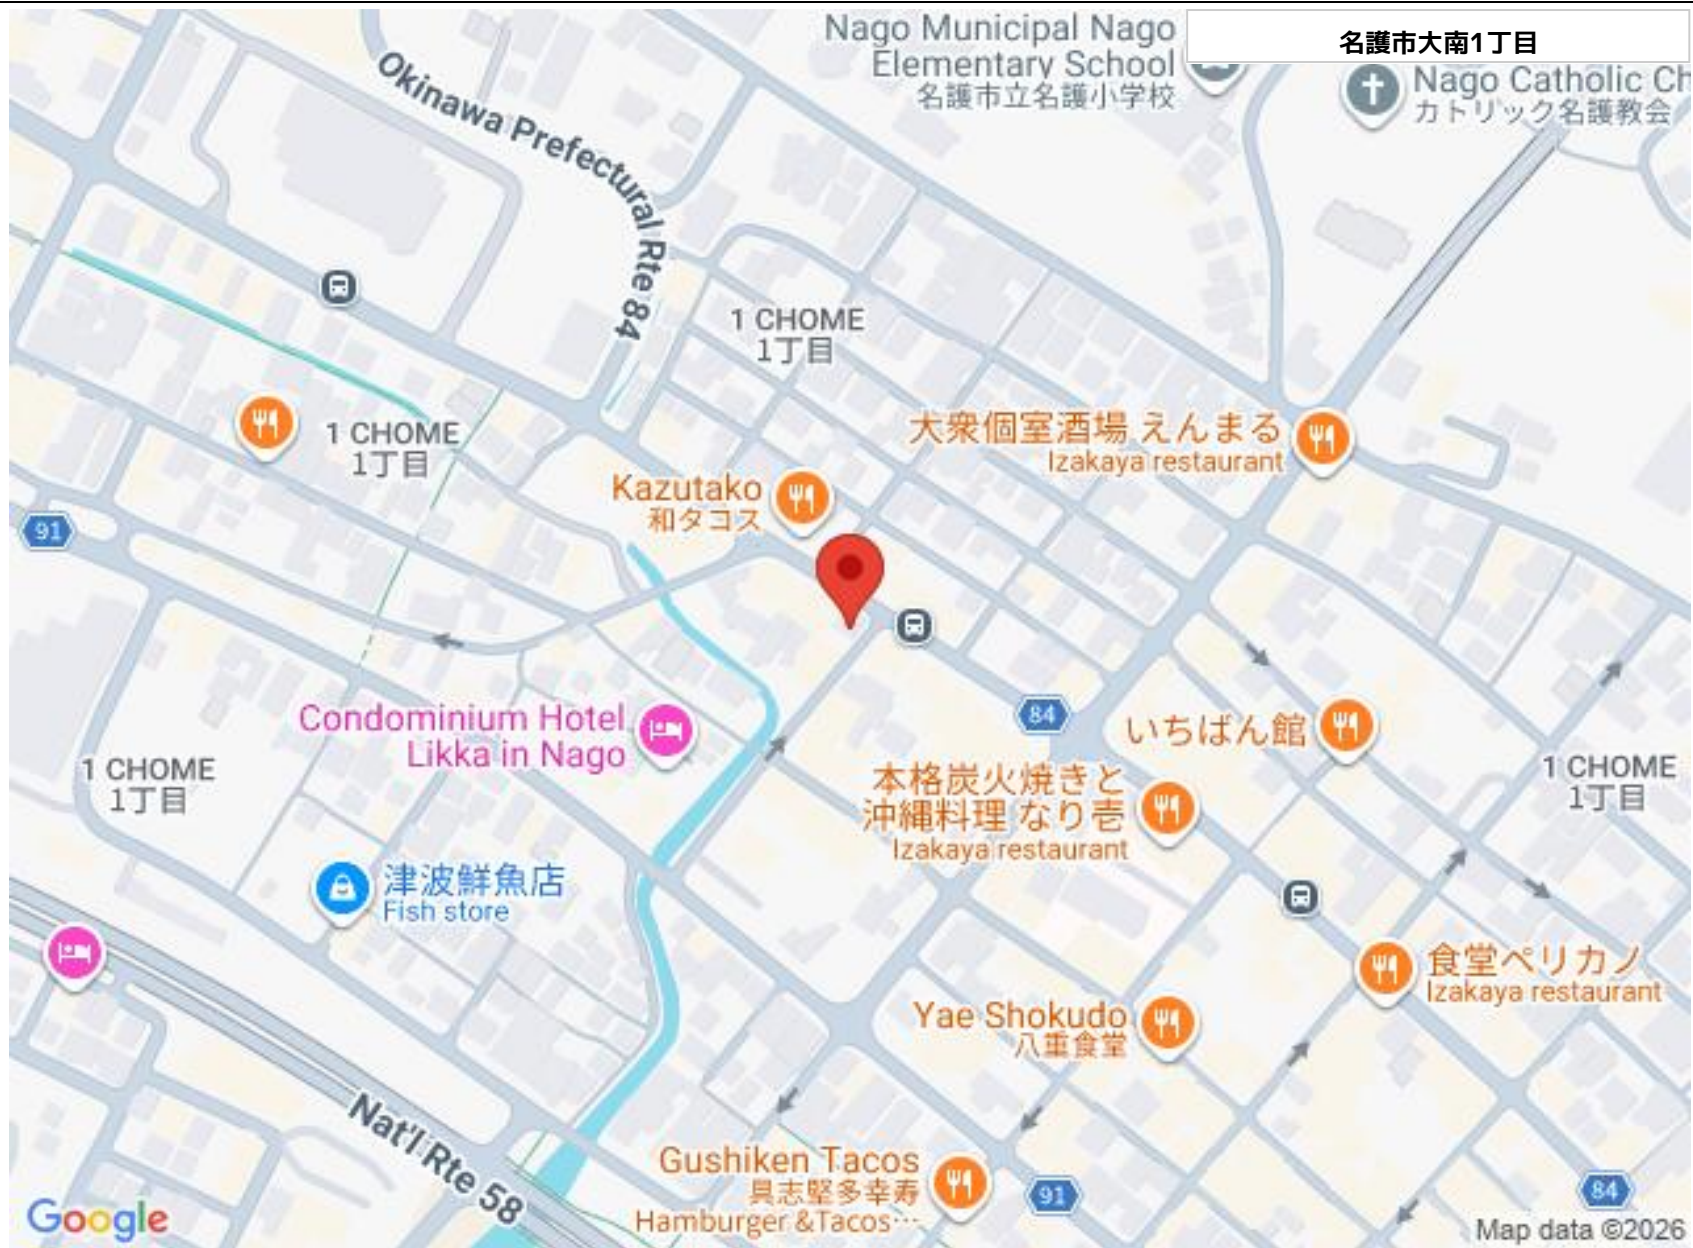 名護市大南1丁目
Nago Municipal Nago
Elementary School
名護市立名護小学校
Nago Catholic Ch
カトリック名護教会
Okinawa Prefectural Rte 84
1 CHOME
1丁目
大衆個室酒場 えんまる
Izakaya restaurant
1 CHOME
1丁目
Kazutako
和タコス
91
84
Condominium Hotel
Likka in Nago
いちばん館
本格炭火焼きと
沖縄料理 なり壱
Izakaya restaurant
1 CHOME
1丁目
1 CHOME
1丁目
津波鮮魚店
Fish store
食堂ペリカノ
Izakaya restaurant
Yae Shokudo
八重食堂
Nat'l Rte 58
Gushiken Tacos
具志堅多幸寿
Hamburger &Tacos…
91
84
Google
Map data ©2026